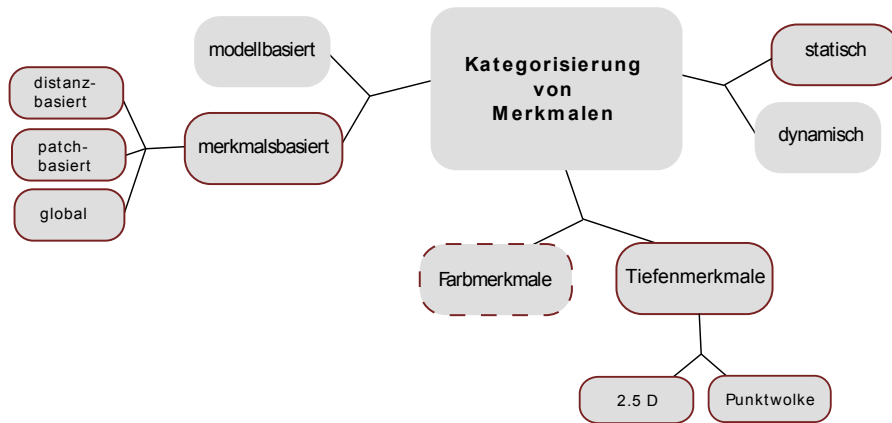 Kategorisierung
von
Merkmalen
modellbasiert
merkmalsbasiert
distanz-
basiert
patch-
basiert
global
statisch
dynamisch
Farbmerkmale
Tiefenmerkmale
2.5 D
Punktwolke